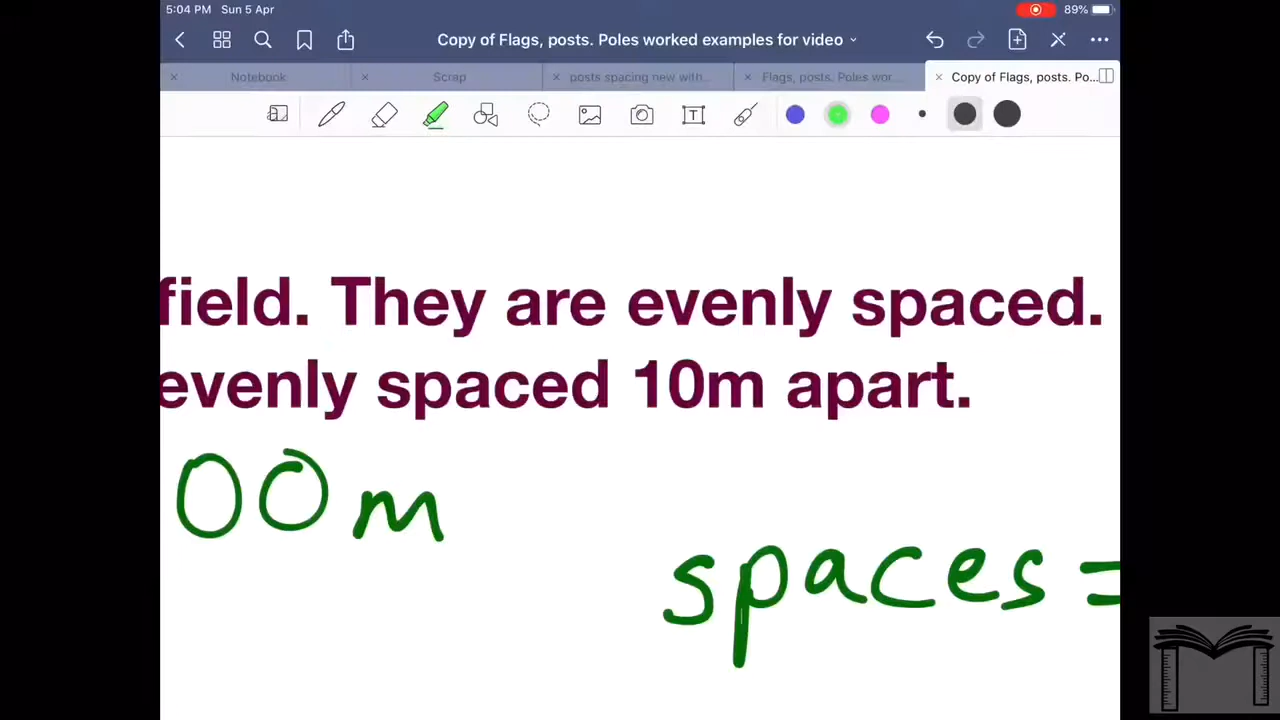 5:04 PM Sun 5 Apr
89%
Copy of Flags, posts. Poles worked examples for video
Notebook
Scrap
posts spacing new with...
Flags, posts. Poles wor...
Copy of Flags, posts. Po...
T
field. They are evenly spaced.
evenly spaced 10m apart.
00m
spaces =
M